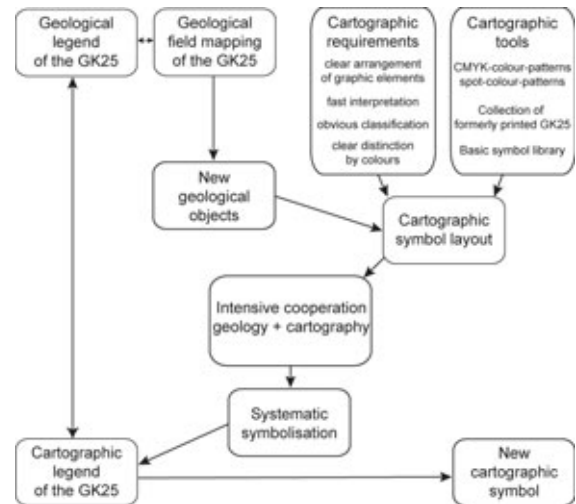 Geological
legend
of the GK25
Geological
field mapping
of the GK25
Cartographic
requirements
clear arrangement
of graphic elements
fast interpretation
obvious classification
clear distinction
by colours
Cartographic
tools
CMYK-colour-patterns
spot-colour-patterns
Collection of
formerly printed GK25
Basic symbol library
New
geological
objects
Cartographic
symbol layout
Intensive cooperation
geology + cartography
Systematic
symbolisation
Cartographic
legend
of the GK25
New
cartographic
symbol